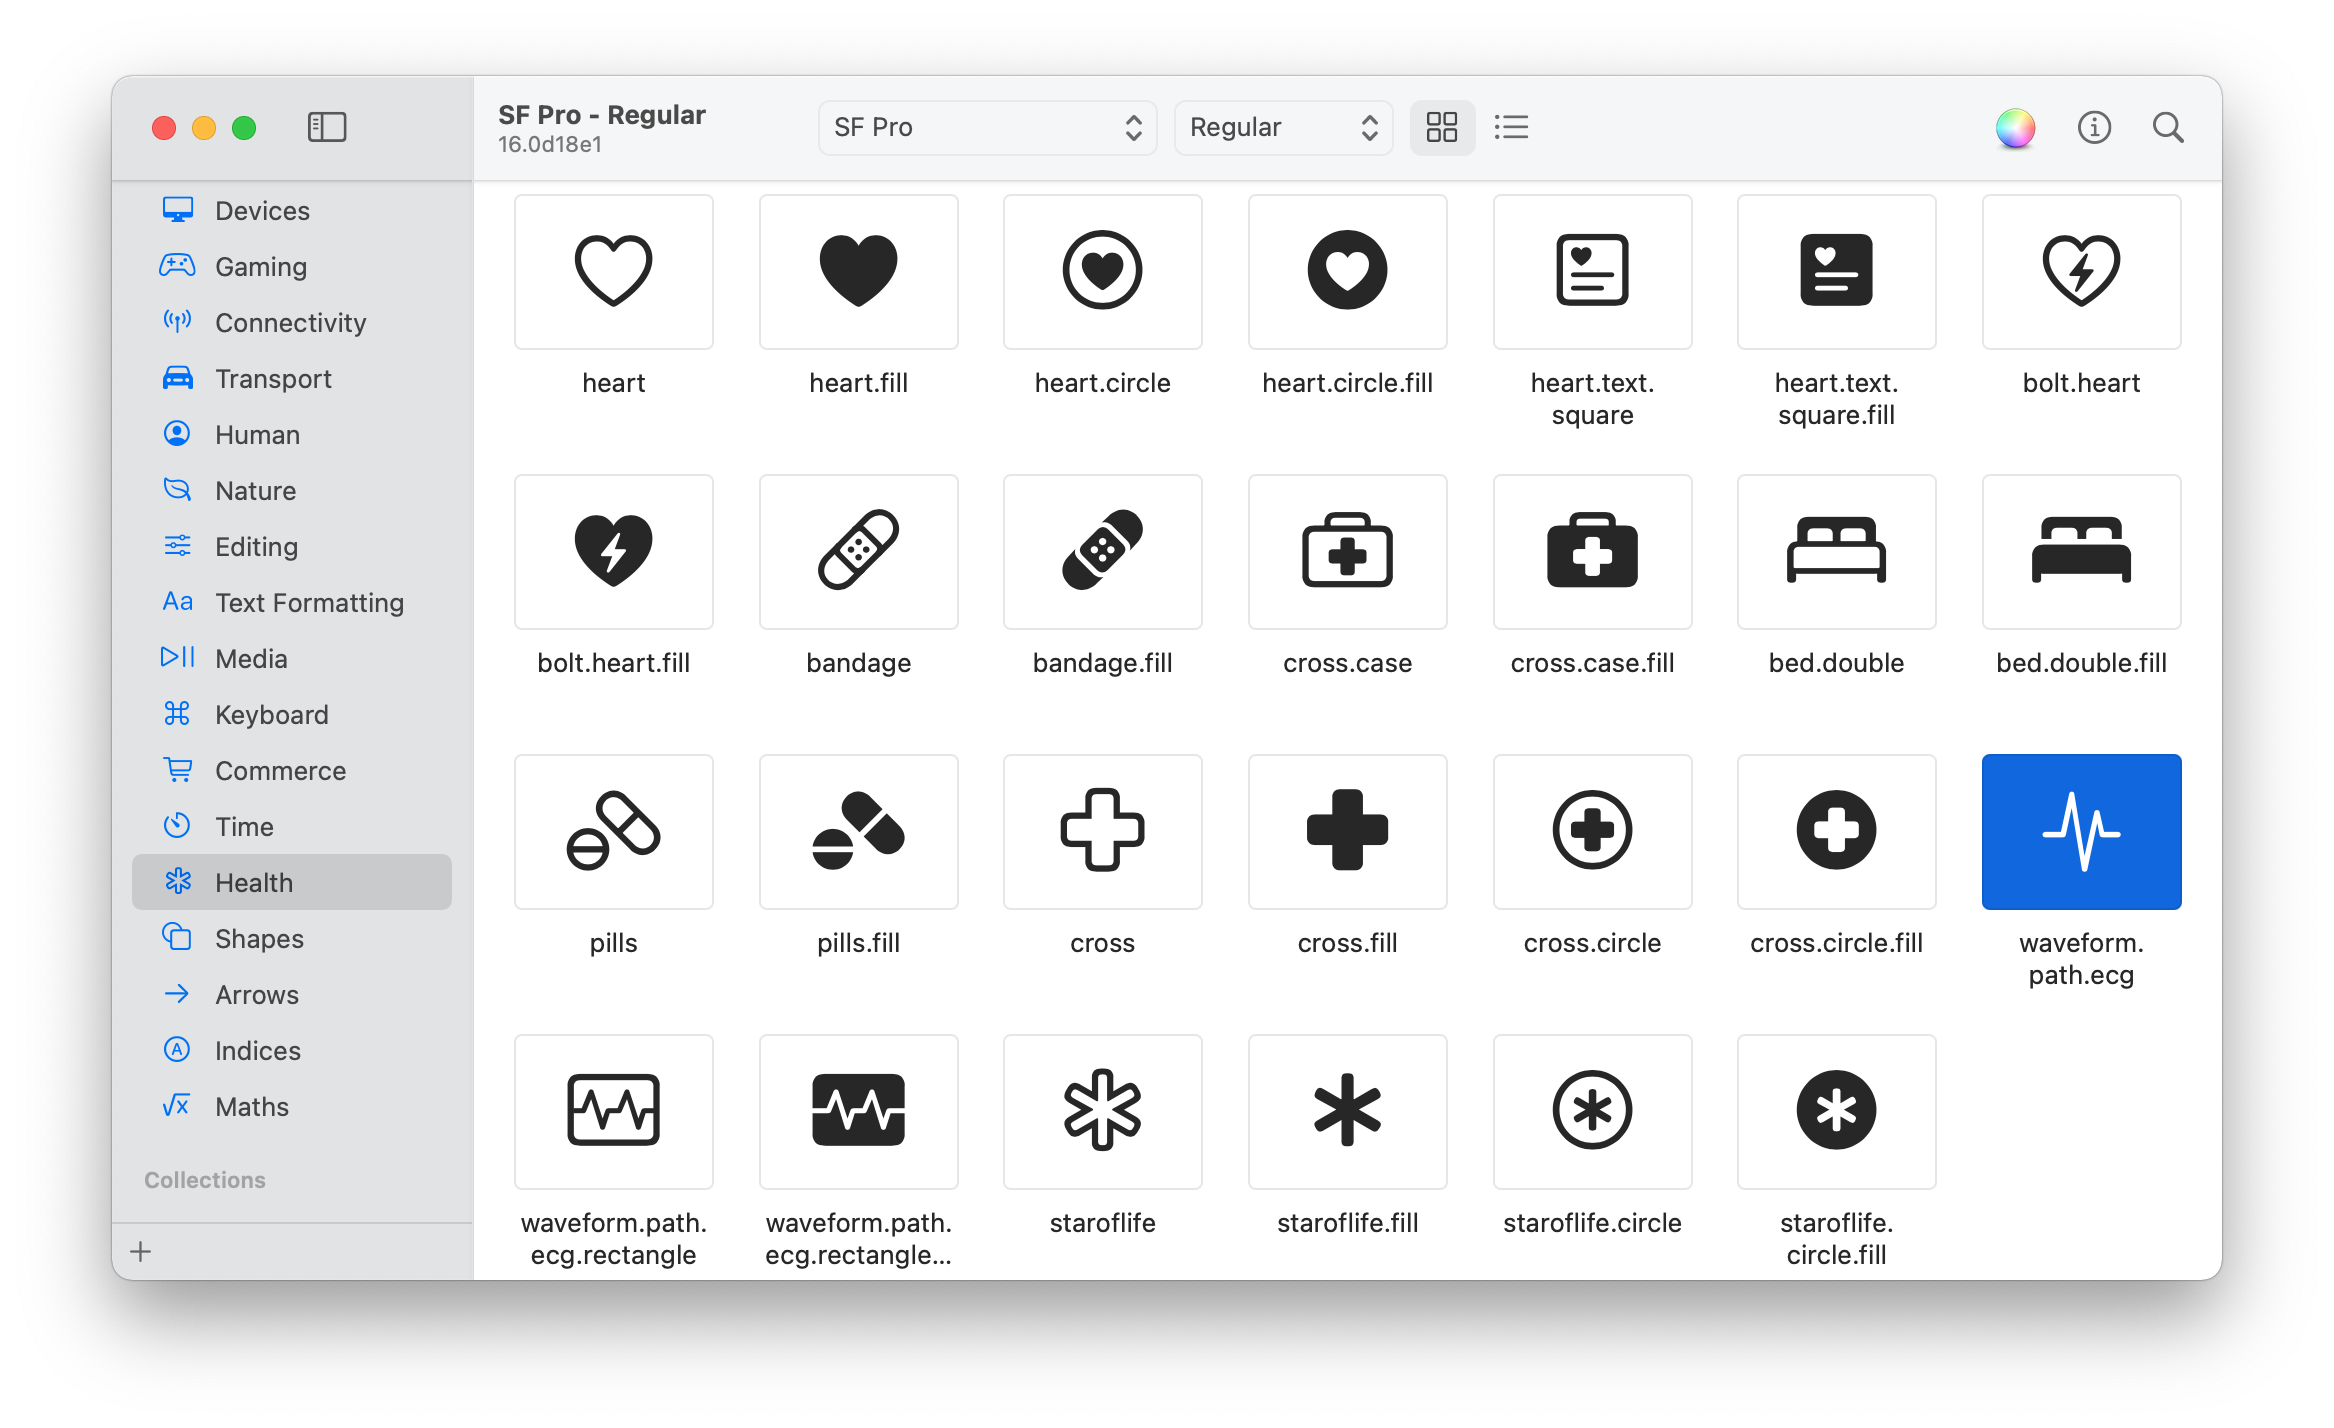 SF Pro - Regular
16.0d18e1
SF Pro
Regular
Devices
Gaming
Connectivity
Transport
Human
Nature
Editing
Aa Text Formatting
Media
Keyboard
Commerce
Time
Health
Shapes
Arrows
A Indices
√x Maths
Collections
heart
heart.fill
heart.circle
heart.circle.fill
heart.text.
square
heart.text.
square.fill
bolt.heart
bolt.heart.fill
bandage
bandage.fill
cross.case
cross.case.fill
bed.double
bed.double.fill
pills
pills.fill
cross
cross.fill
cross.circle
cross.circle.fill
waveform.
path.ecg
waveform.path.
ecg.rectangle
waveform.path.
ecg.rectangle...
staroflife
staroflife.fill
staroflife.circle
staroflife.
circle.fill